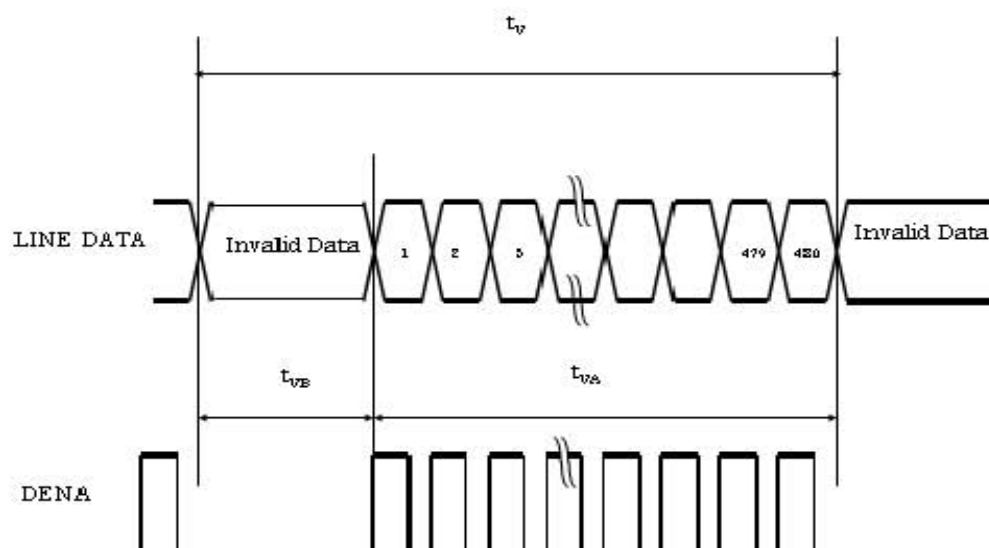 tV
LINE DATA
Invalid Data
1
2
3
479
480
Invalid Data
tVB
tVA
DENA